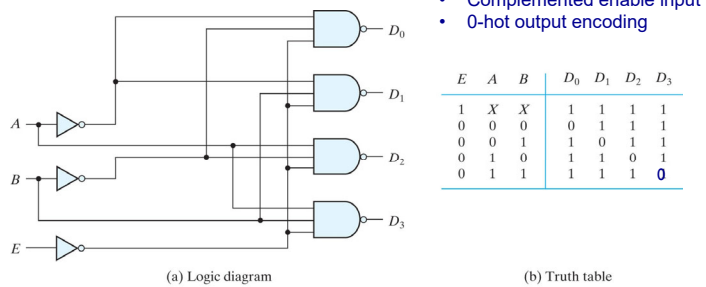 • Complemented enable input
• 0-hot output encoding
D0
D1
D2
D3
A
B
E
(a) Logic diagram
E A B D0 D1 D2 D3
1 X X 1 1 1 1
0 0 0 0 1 1 1
0 0 1 1 0 1 1
0 1 0 1 1 0 1
0 1 1 1 1 1 0
(b) Truth table